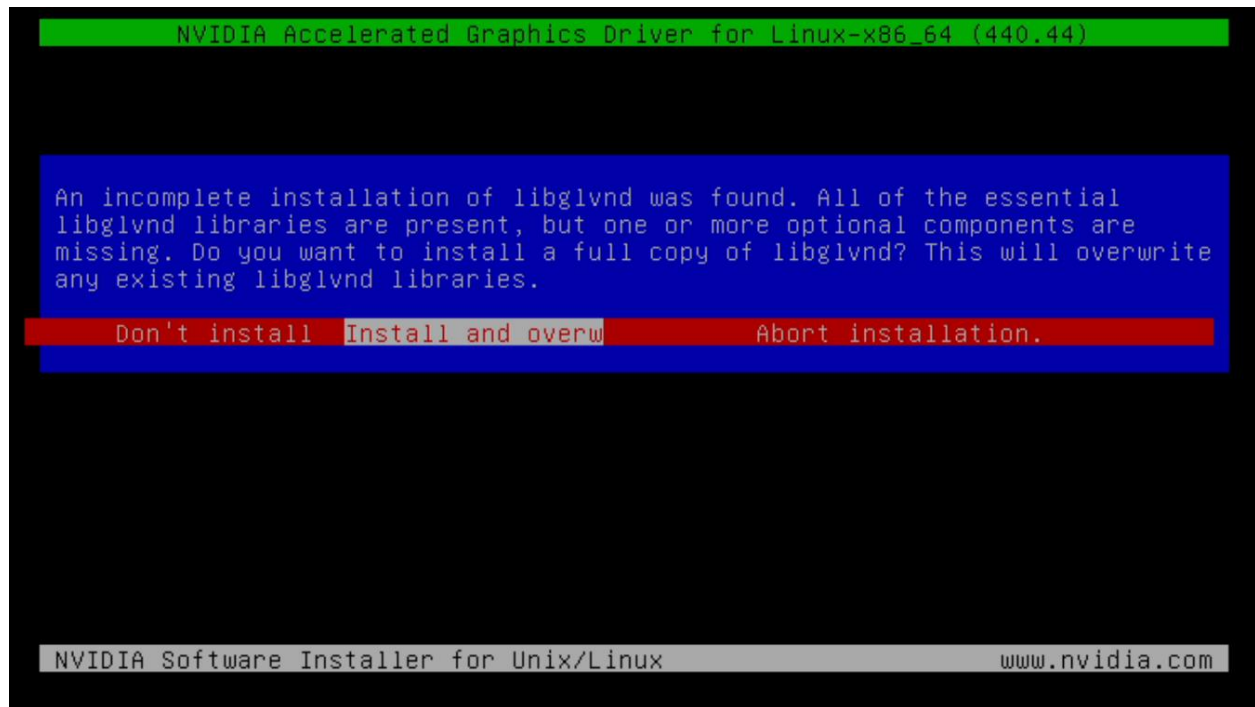 NVIDIA Accelerated Graphics Driver for Linux-x86_64 (440.44)
An incomplete installation of libglvnd was found. All of the essential
libglvnd libraries are present, but one or more optional components are
missing. Do you want to install a full copy of libglvnd? This will overwrite
any existing libglvnd libraries.
Don't install Install and overw Abort installation.
NVIDIA Software Installer for Unix/Linux www.nvidia.com